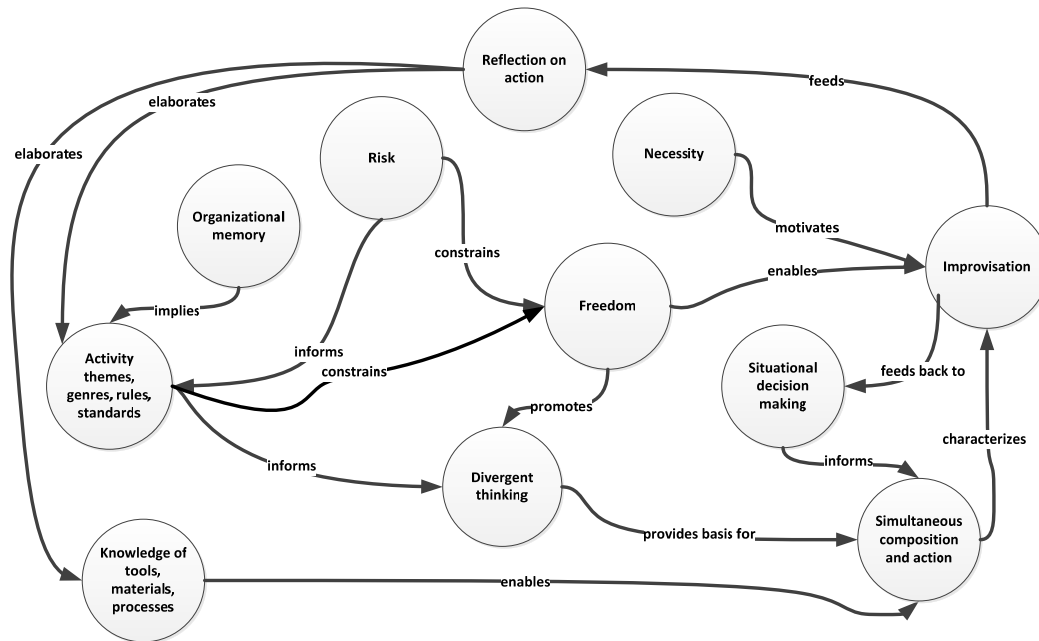 Reflection on
action
feeds
elaborates
elaborates
Risk
Necessity
Organizational
memory
motivates
constrains
Improvisation
enables
Freedom
implies
informs
Activity
themes,
genres, rules,
standards
constrains
Situational
decision
making
feeds back to
promotes
characterizes
informs
informs
Divergent
thinking
Simultaneous
composition
and action
provides basis for
Knowledge of
tools,
materials,
processes
enables